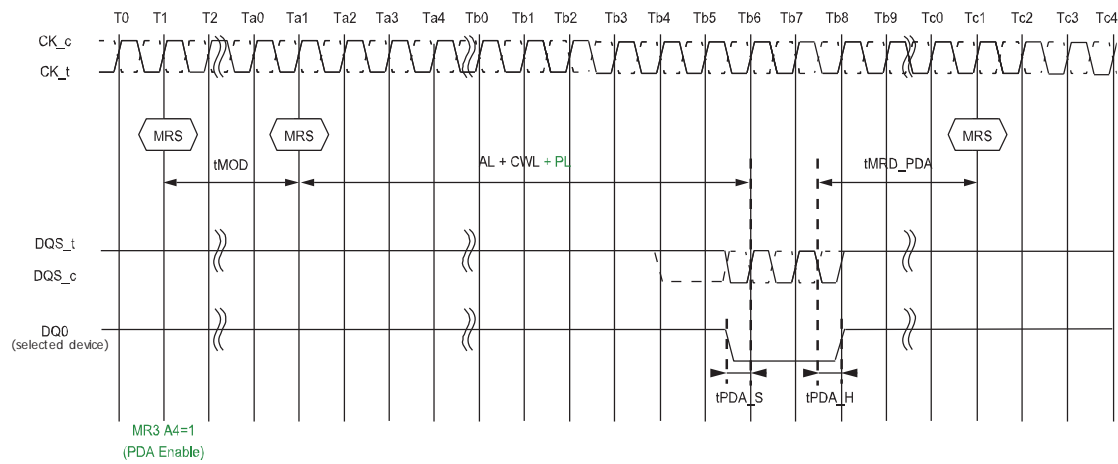 T0 T1 T2 Ta0 Ta1 Ta2 Ta3 Ta4 Tb0 Tb1 Tb2 Tb3 Tb4 Tb5 Tb6 Tb7 Tb8 Tb9 Tc0 Tc1 Tc2 Tc3 Tc4
CK_c
CK_t
MRS MRS MRS
tMOD AL + CWL + PL tMRD_PDA
DQS_t
DQS_c
DQ0
(selected device)
tPDA_S tPDA_H
MR3 A4=1
(PDA Enable)